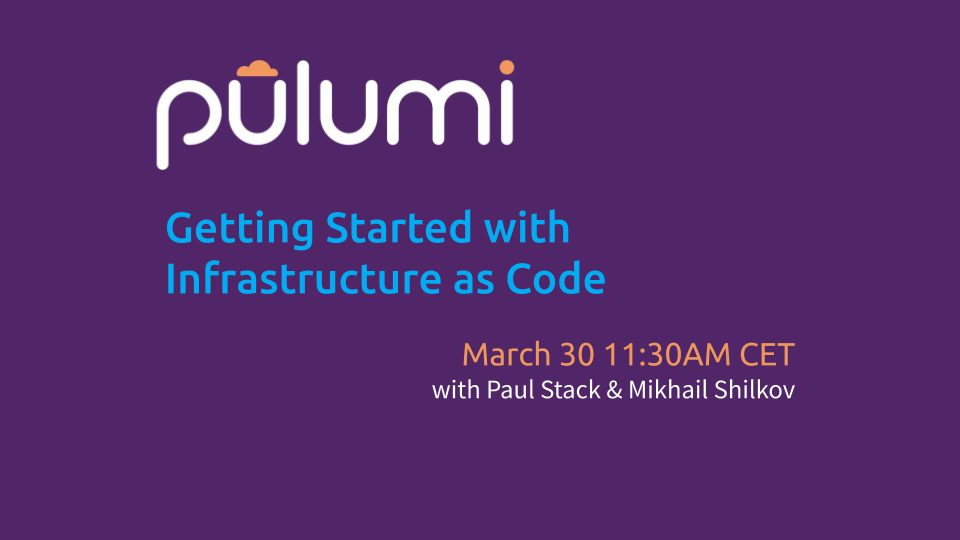 pulumi
Getting Started with
Infrastructure as Code
March 30 11:30AM CET
with Paul Stack & Mikhail Shilkov